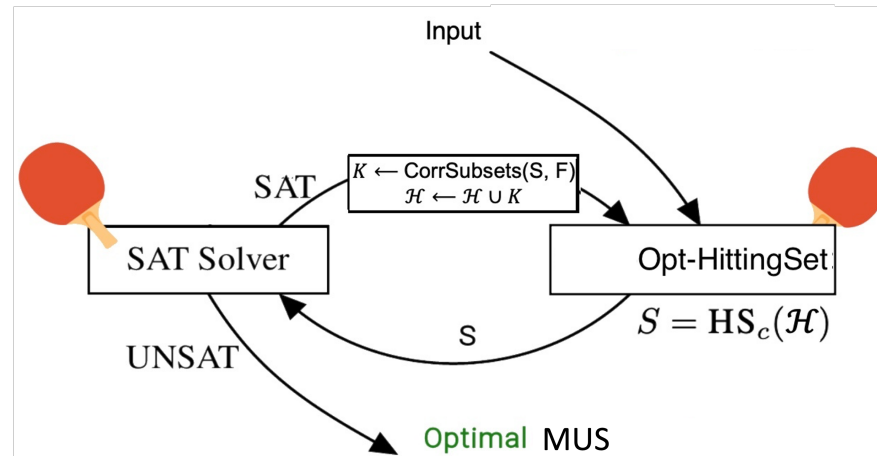 Input
K ← CorrSubsets(S, F)
ℋ ← ℋ ∪ K
SAT
SAT Solver
Opt-HittingSet
S = HS_c(ℋ)
S
UNSAT
Optimal MUS